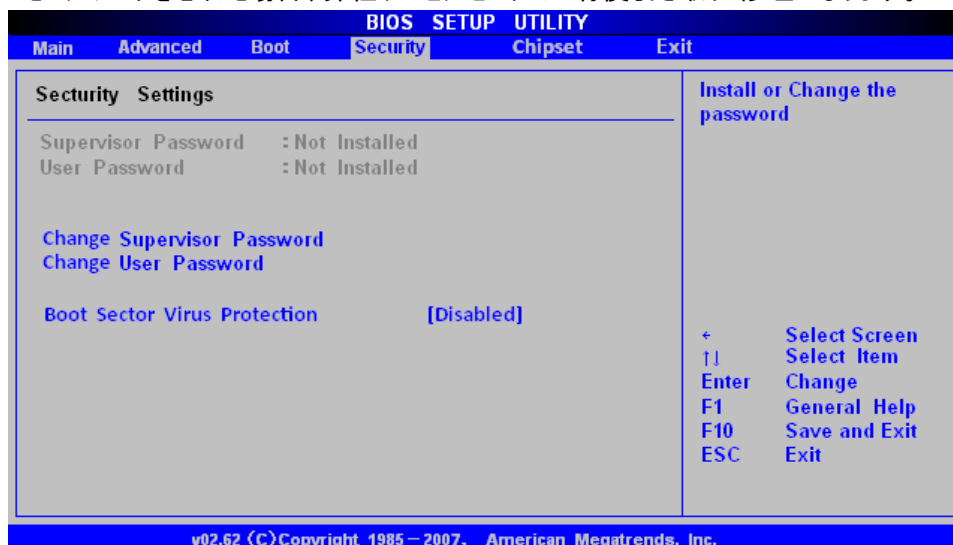 BIOS SETUP UTILITY
Main Advanced Boot Security Chipset Exit
Secturity Settings
Supervisor Password : Not Installed
User Password : Not Installed
Change Supervisor Password
Change User Password
Boot Sector Virus Protection [Disabled]
Install or Change the
password
← Select Screen
↑↓ Select Item
Enter Change
F1 General Help
F10 Save and Exit
ESC Exit
v02.62 (C)Copyright 1985-2007, American Megatrends, Inc.